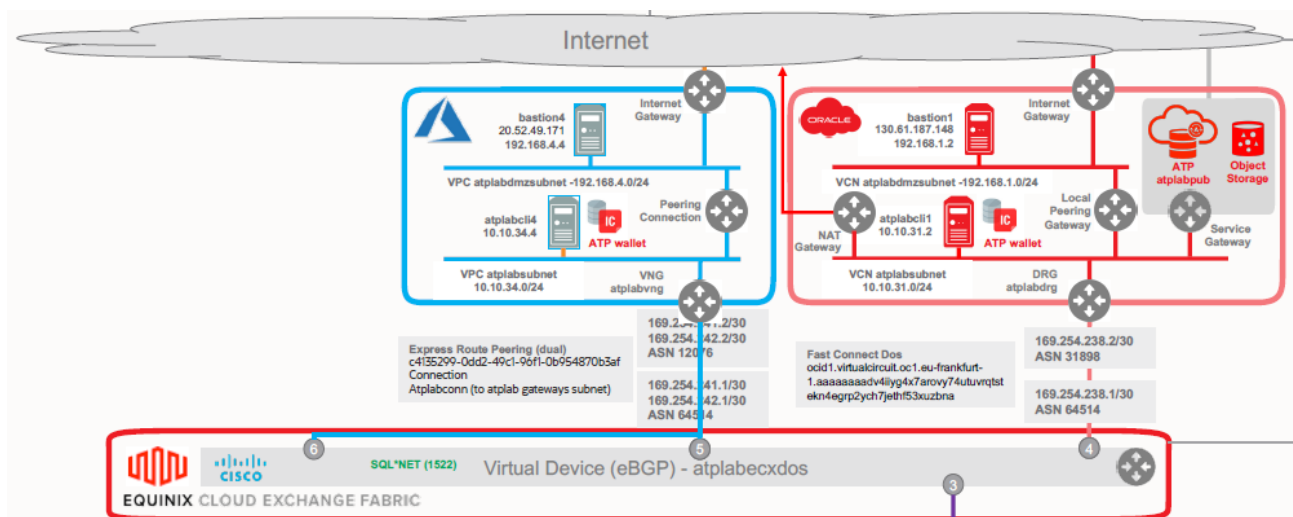 Internet
Internet
Gateway
bastion4
20.52.49.171
192.168.4.4
VPC atplabdmzsubnet -192.168.4.0/24
Peering
Connection
atplabcli4
10.10.34.4
IC
ATP wallet
VPC atplabsubnet
10.10.34.0/24
VNG
atplabvng
ORACLE
Internet
Gateway
bastion1
130.61.187.148
192.168.1.2
ATP
atplabpub
Object
Storage
VCN atplabdmzsubnet -192.168.1.0/24
Local
Peering
Gateway
NAT
Gateway
atplabcli1
10.10.31.2
IC
ATP wallet
Service
Gateway
VCN atplabsubnet
10.10.31.0/24
DRG
atplabdrg
Express Route Peering (dual)
c4135299-0dd2-49c1-96f1-0b954870b3af
Connection
Atplabconn (to atplab gateways subnet)
169.254.241.2/30
169.254.242.2/30
ASN 12076
169.254.241.1/30
169.254.242.1/30
ASN 64514
Fast Connect Dos
ocid1.virtualcircuit.oc1.eu-frankfurt-
1.aaaaaaaadv4iiyg4x7arovy74utuvrqtst
ekn4egrp2ych7jethf53xuzbna
169.254.238.2/30
ASN 31898
169.254.238.1/30
ASN 64514
6
5
4
CISCO
SQL*NET (1522)
Virtual Device (eBGP) - atplabecxdos
3
EQUINIX CLOUD EXCHANGE FABRIC